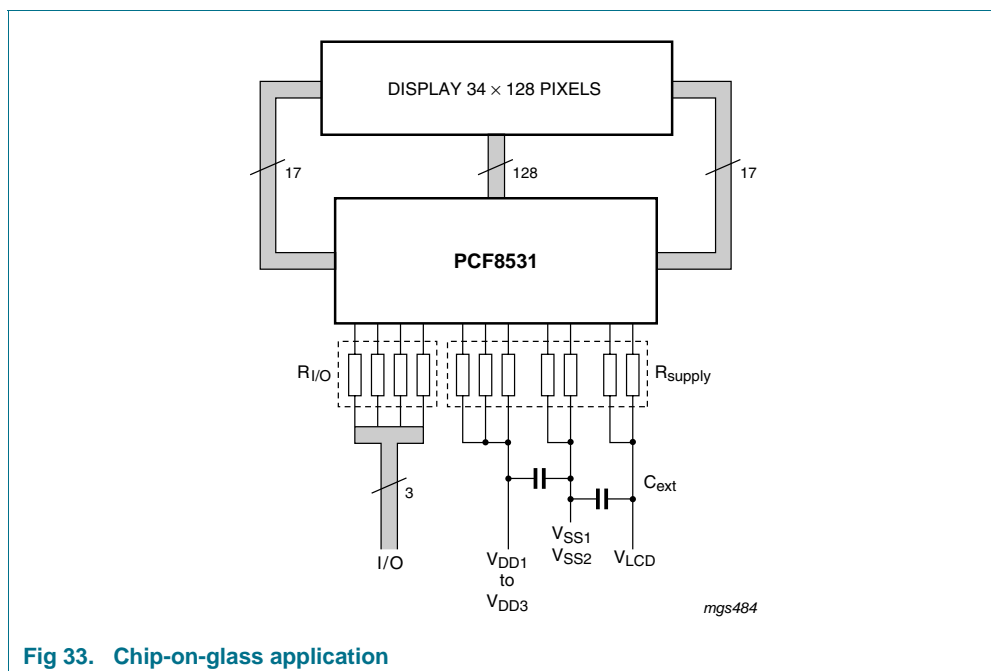 DISPLAY 34 × 128 PIXELS
17
128
17
PCF8531
RI/O
Rsupply
3
Cext
I/O
VDD1
to
VDD3
VSS1
VSS2
VLCD
mgs484
Fig 33. Chip-on-glass application